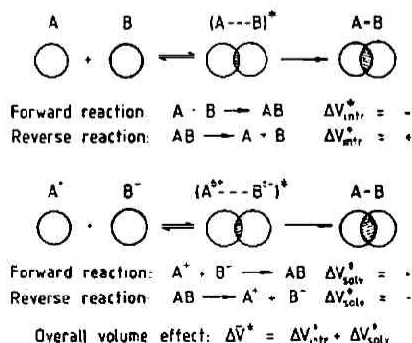 A B (A---B)* A-B
+
Forward reaction: A · B → AB ΔV*intr = -
Reverse reaction: AB → A + B ΔV*intr = +
A+ B- (Aδ+---Bδ-)* A-B
·
Forward reaction: A+ + B- → AB ΔV*solv =
Reverse reaction: AB → A+ + B- ΔV*solv = -
Overall volume effect: ΔV̄* = ΔV*intr + ΔV*solv